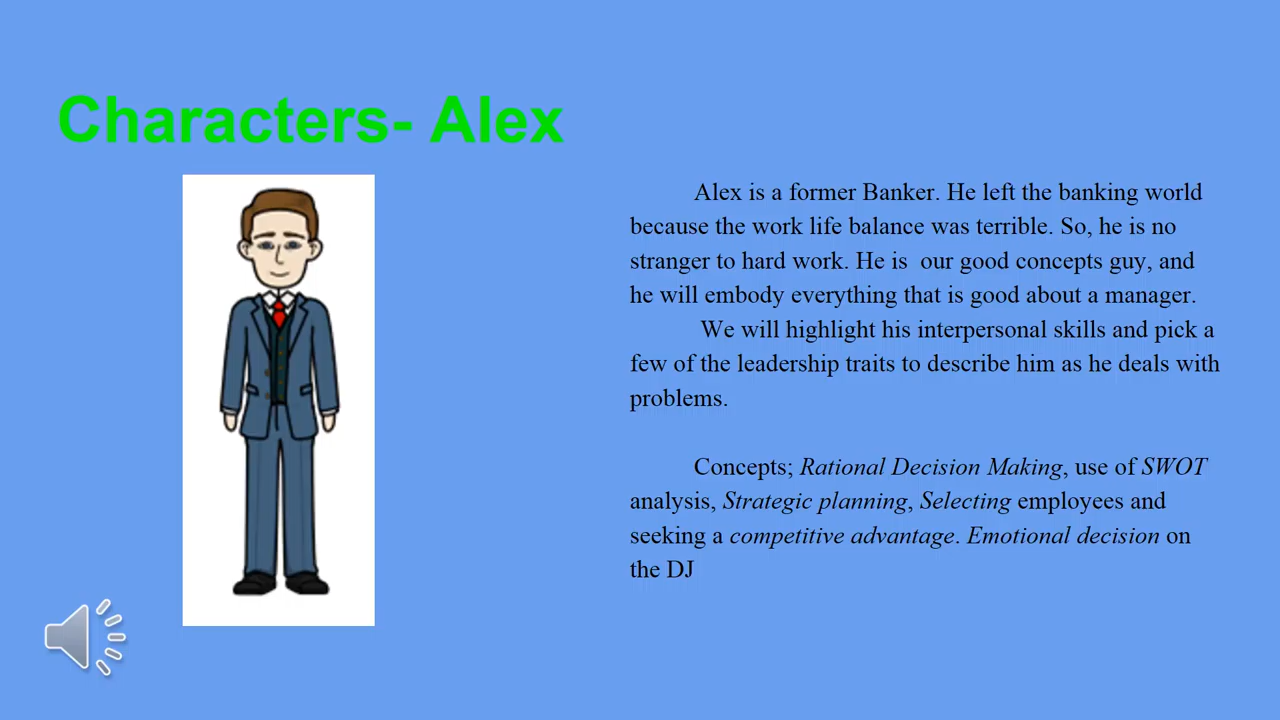 Characters- Alex
Alex is a former Banker. He left the banking world
because the work life balance was terrible. So, he is no
stranger to hard work. He is  our good concepts guy, and
he will embody everything that is good about a manager.
We will highlight his interpersonal skills and pick a
few of the leadership traits to describe him as he deals with
problems.
Concepts; Rational Decision Making, use of SWOT
analysis, Strategic planning, Selecting employees and
seeking a competitive advantage. Emotional decision on
the DJ